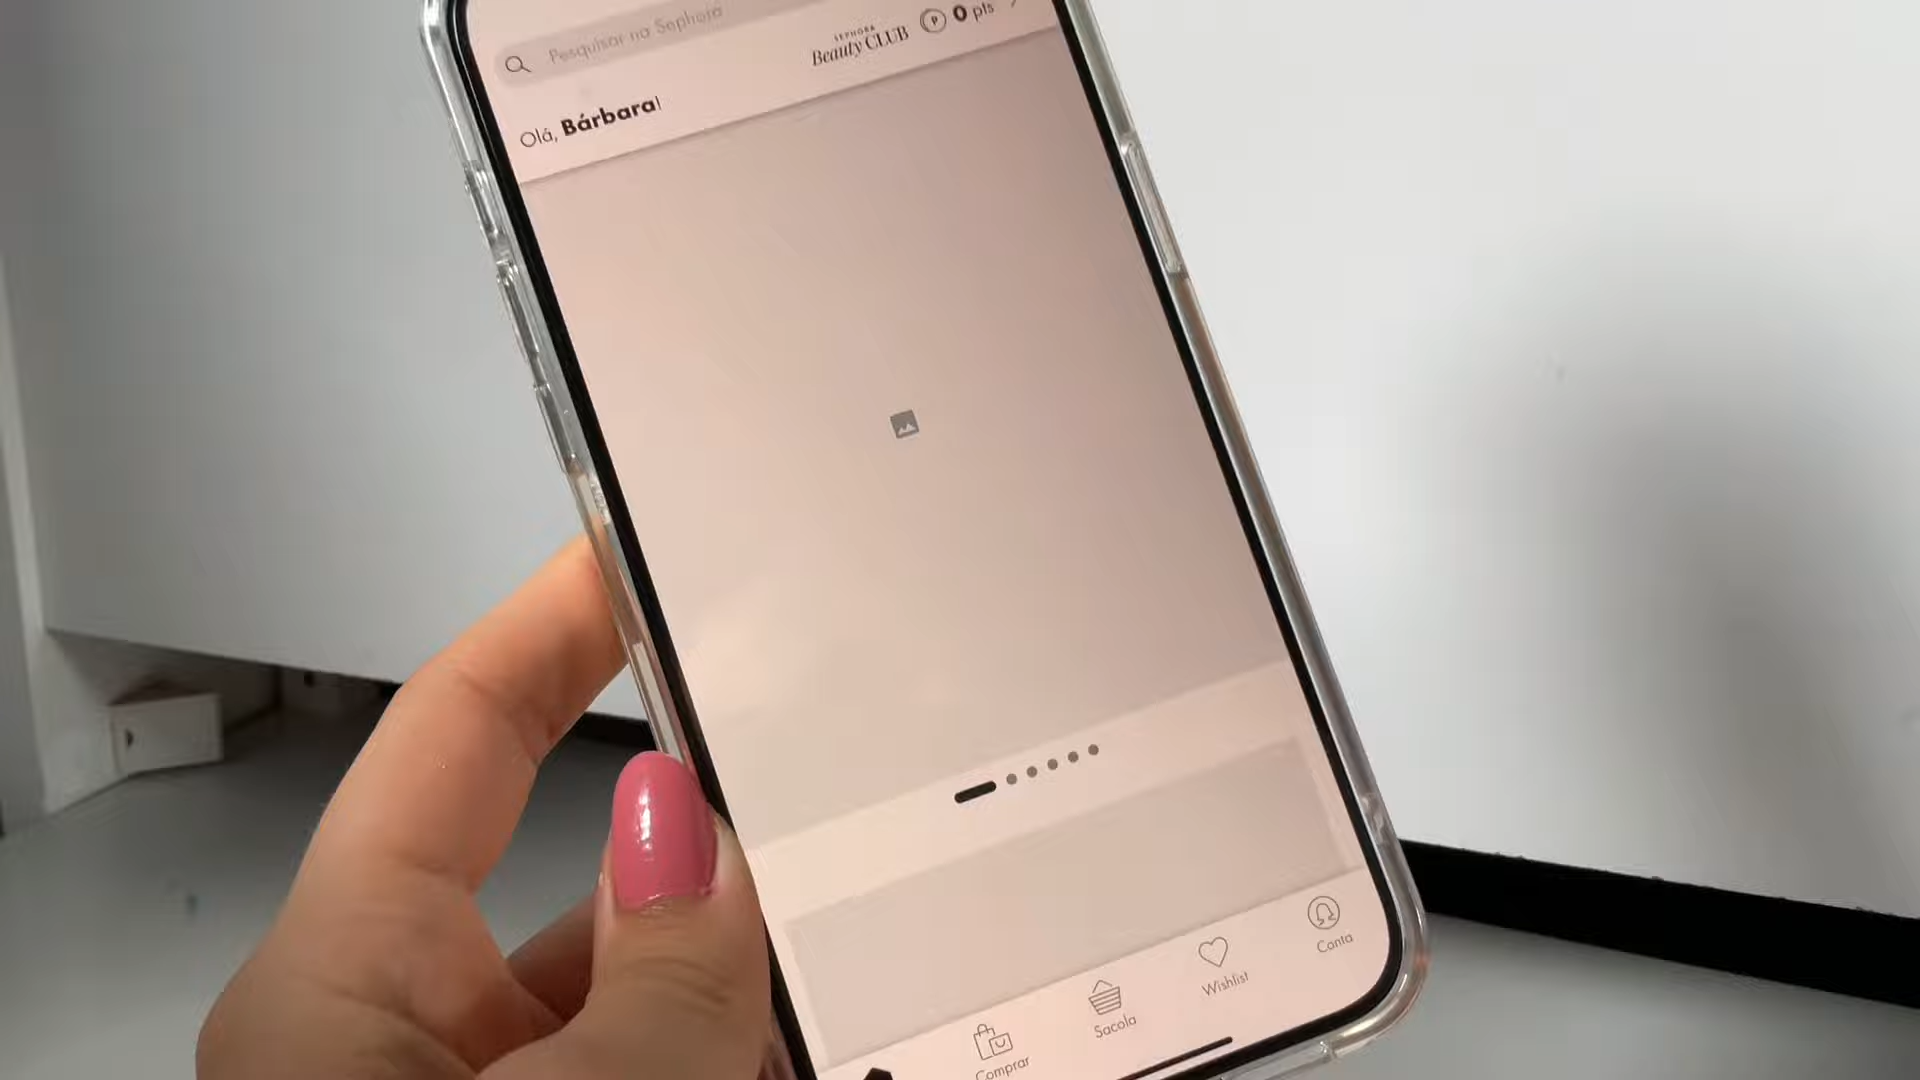 Pesquisar na Sephora
SEPHORA
Beauty CLUB
P
0 pts
Olá, Bárbara!
Comprar
Sacola
Wishlist
Conta